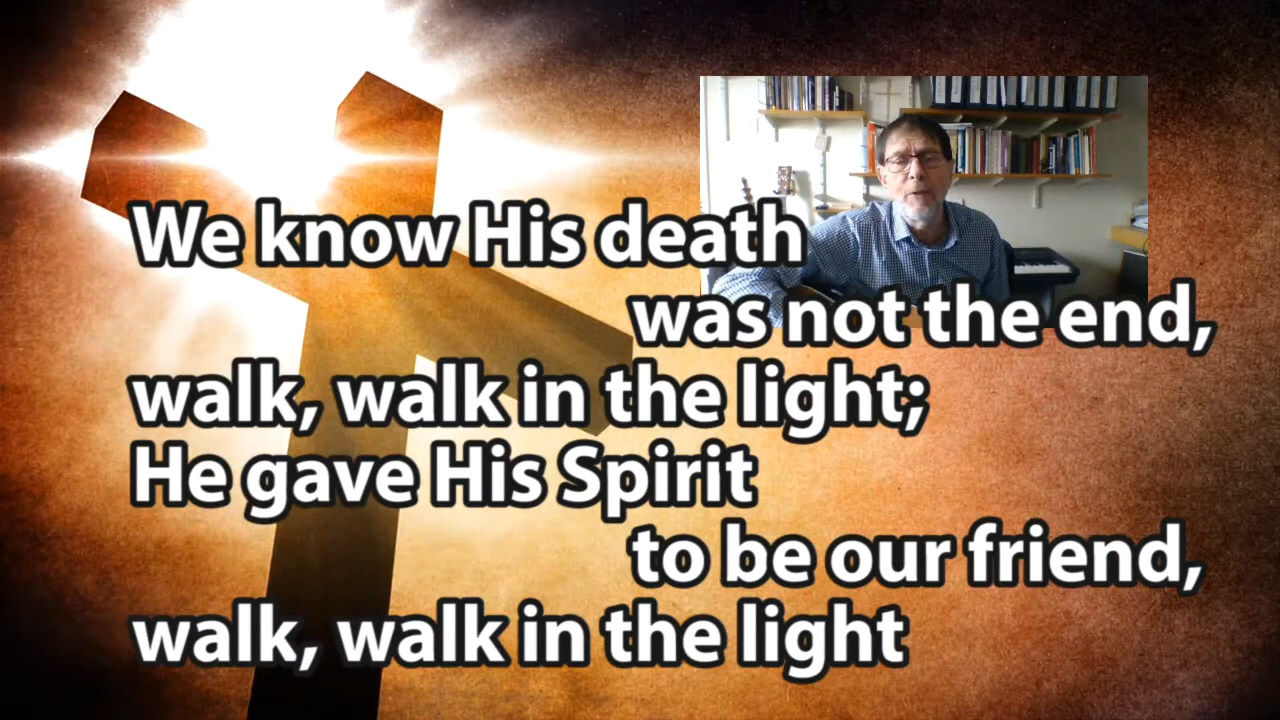 We know His death
was not the end,
walk, walk in the light;
He gave His Spirit
to be our friend,
walk, walk in the light